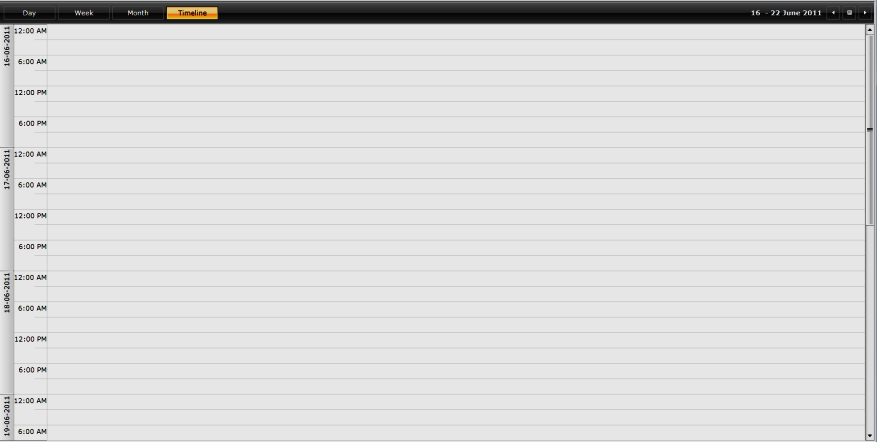 Day Week Month Timeline 16 - 22 June 2011
16-06-2011
12:00 AM
6:00 AM
12:00 PM
6:00 PM
17-06-2011
12:00 AM
6:00 AM
12:00 PM
6:00 PM
18-06-2011
12:00 AM
6:00 AM
12:00 PM
6:00 PM
19-06-2011
12:00 AM
6:00 AM